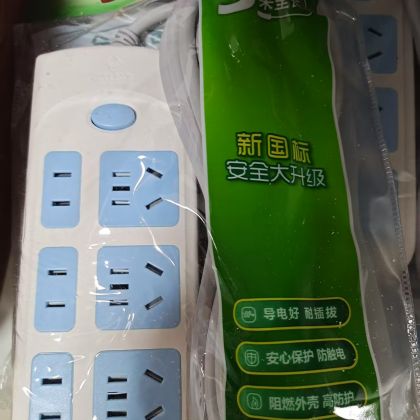 新国标
安全大升级
导电好 耐插拔
安心保护 防触电
阻燃外壳 高防护